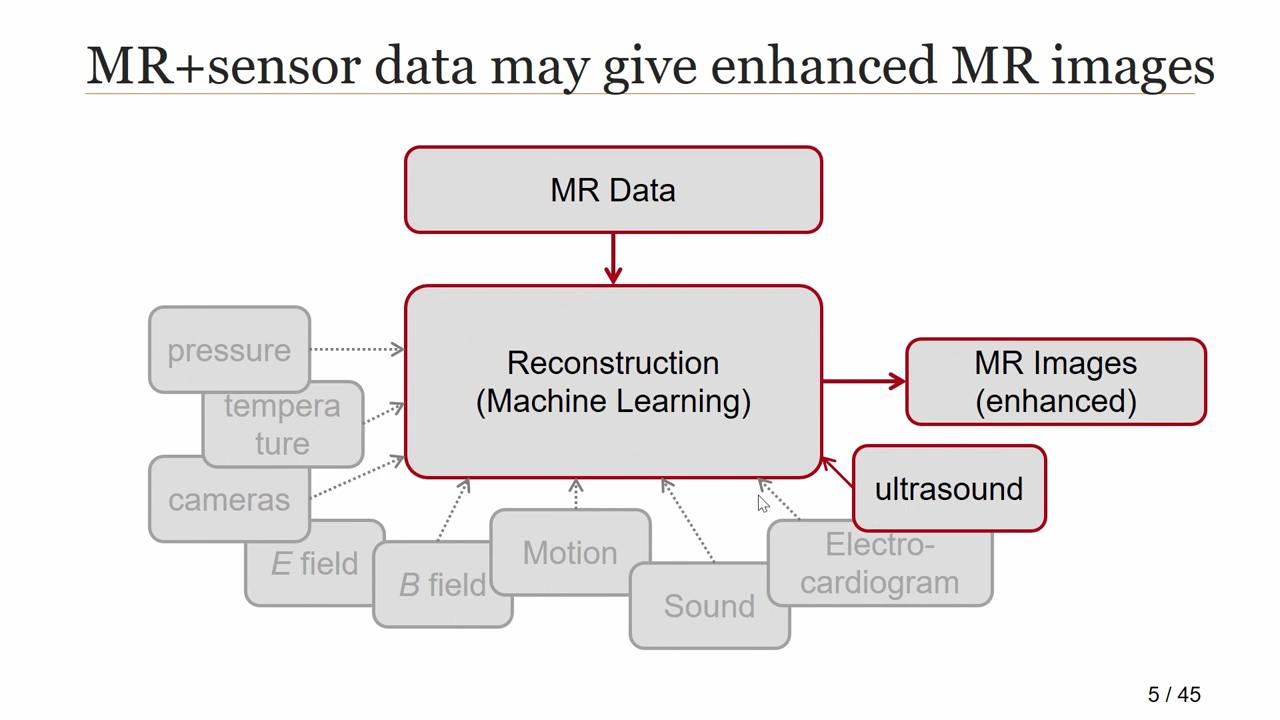 MR+sensor data may give enhanced MR images
MR Data
Reconstruction
(Machine Learning)
MR Images
(enhanced)
pressure
tempera
ture
cameras
E field
B field
Motion
Sound
Electro-
cardiogram
ultrasound
5 / 45